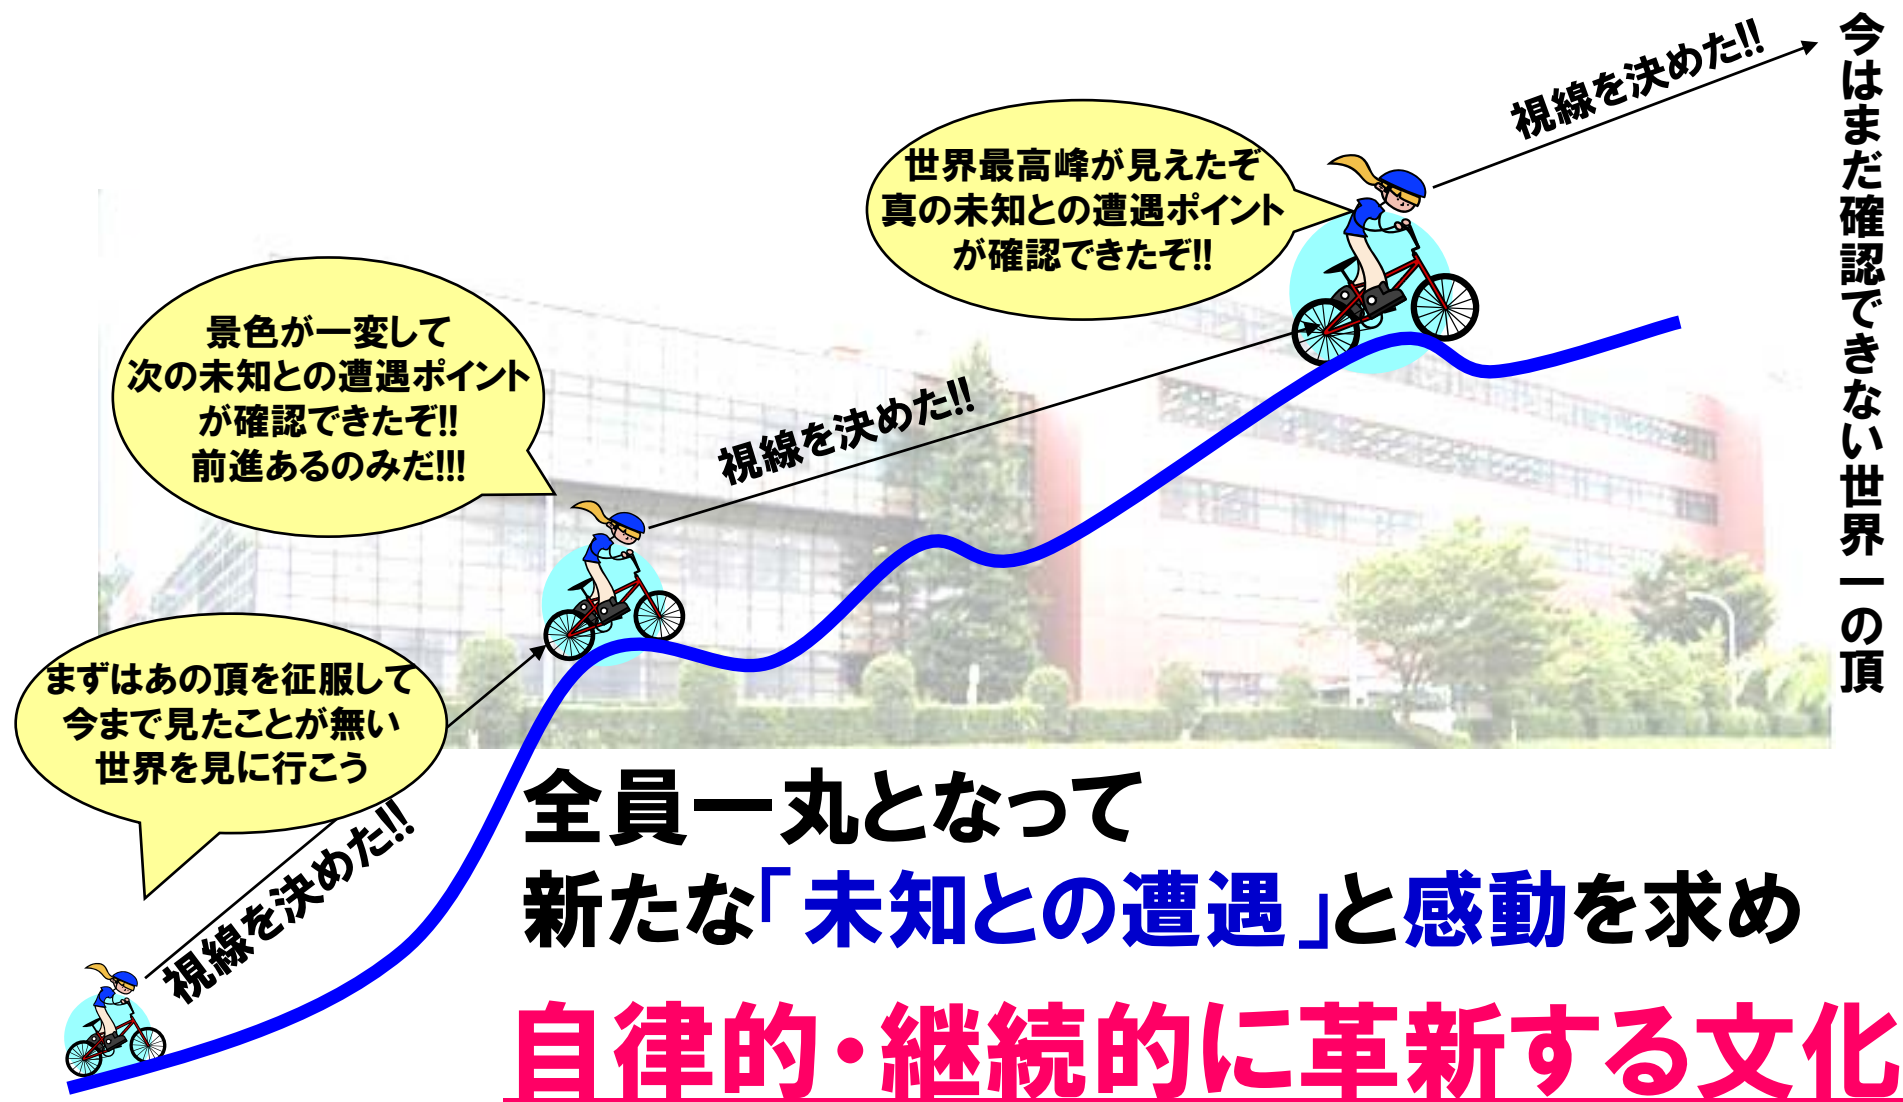 今はまだ確認できない世界一の頂
視線を決めた!!
世界最高峰が見えたぞ
真の未知との遭遇ポイント
が確認できたぞ!!
視線を決めた!!
景色が一変して
次の未知との遭遇ポイント
が確認できたぞ!!
前進あるのみだ!!!
まずはあの頂を征服して
今まで見たことが無い
世界を見に行こう
視線を決めた!!
全員一丸となって
新たな「未知との遭遇」と感動を求め
自律的・継続的に革新する文化